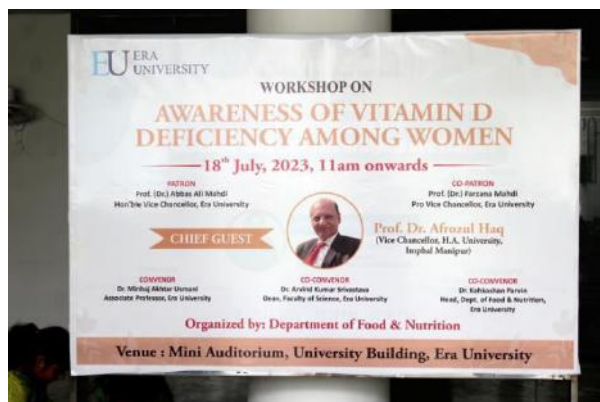 EU ERA
UNIVERSITY
WORKSHOP ON
AWARENESS OF VITAMIN D
DEFICIENCY AMONG WOMEN
18th July, 2023, 11am onwards
PATRON
Prof. (Dr.) Abbas Ali Mahdi
Hon'ble Vice Chancellor, Era University
CO-PATRON
Prof. (Dr.) Farzana Mahdi
Pro Vice Chancellor, Era University
CHIEF GUEST
Prof. Dr. Afrozul Haq
(Vice Chancellor, H.A. University,
Imphal Manipur)
CONVENOR
Dr. Minhaj Akhtar Usmani
Associate Professor, Era University
CO-CONVENOR
Dr. Arvind Kumar Srivastava
Dean, Faculty of Science, Era University
CO-CONVENOR
Dr. Kahkashan Parvin
Head, Dept. of Food & Nutrition,
Era University
Organized by: Department of Food & Nutrition
Venue : Mini Auditorium, University Building, Era University